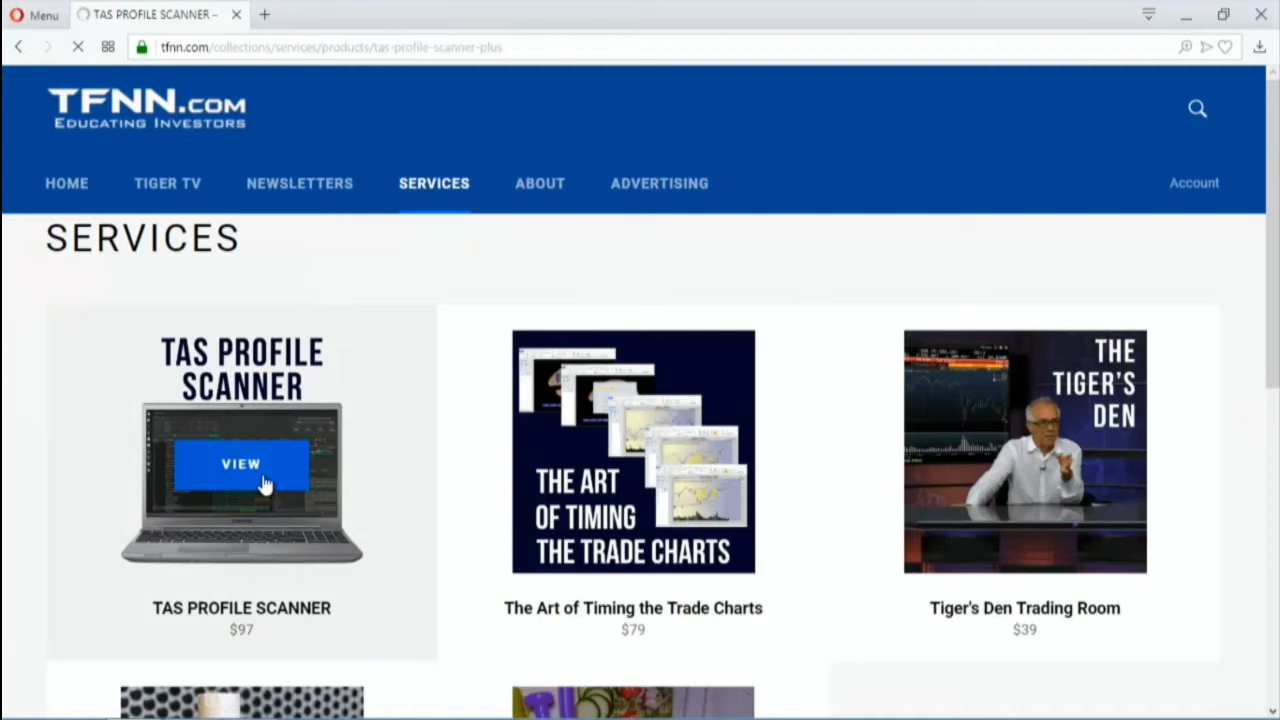 Menu
TAS PROFILE SCANNER –
tfnn.com/collections/services/products/tas-profile-scanner-plus
TFNN.COM
EDUCATING INVESTORS
HOME
TIGER TV
NEWSLETTERS
SERVICES
ABOUT
ADVERTISING
Account
SERVICES
TAS PROFILE
SCANNER
VIEW
THE ART
OF TIMING
THE TRADE CHARTS
THE
TIGER'S
DEN
TAS PROFILE SCANNER
$97
The Art of Timing the Trade Charts
$79
Tiger's Den Trading Room
$39